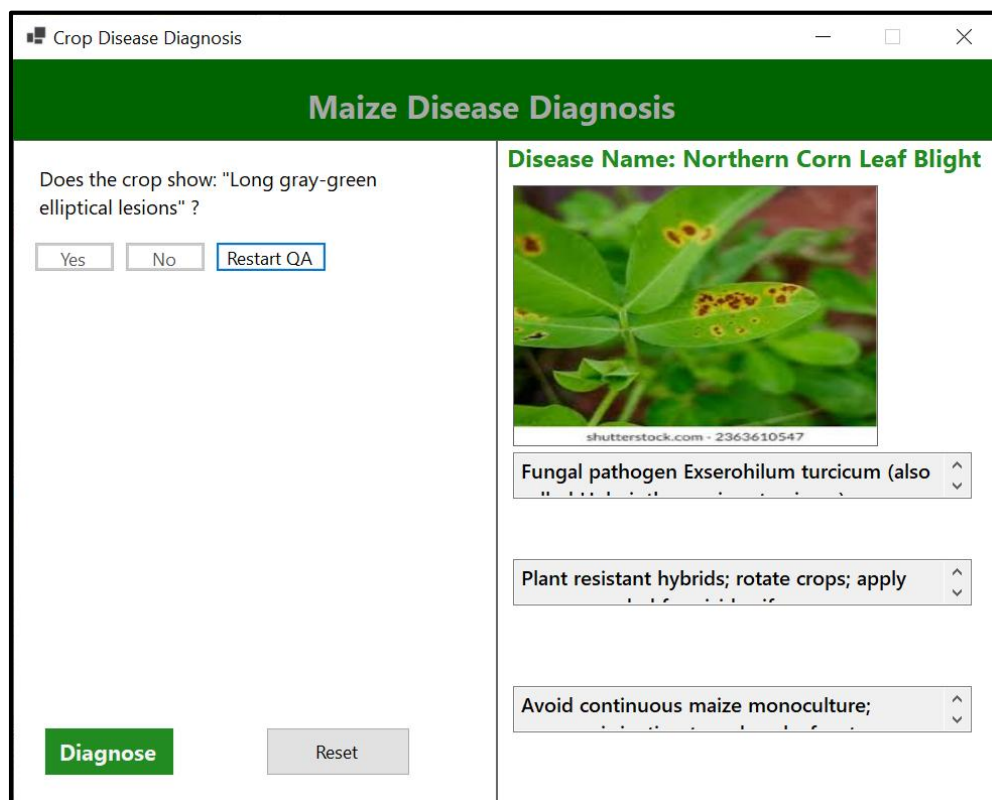 Crop Disease Diagnosis
Maize Disease Diagnosis
Does the crop show: "Long gray-green
elliptical lesions" ?
Yes No Restart QA
Diagnose Reset
Disease Name: Northern Corn Leaf Blight
shutterstock.com · 2363610547
Fungal pathogen Exserohilum turcicum (also
Plant resistant hybrids; rotate crops; apply
Avoid continuous maize monoculture;